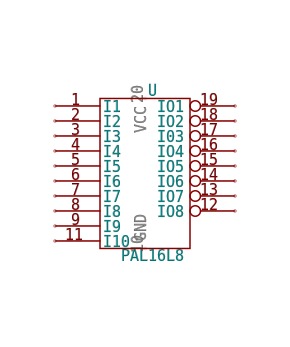 U
VCC 20
1 I1 IO1 19
2 I2 IO2 18
3 I3 I03 17
4 I4 IO4 16
5 I5 IO5 15
6 I6 IO6 14
7 I7 IO7 13
8 I8 IO8 12
9 I9
11 I10
GND 10
PAL16L8